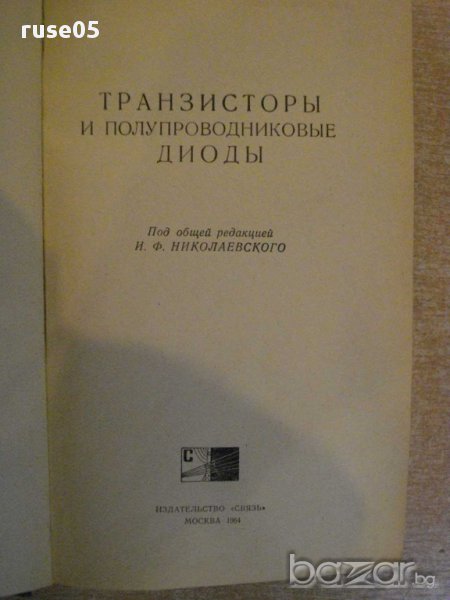 ruse05
ТРАНЗИСТОРЫ
И ПОЛУПРОВОДНИКОВЫЕ
ДИОДЫ
Под общей редакцией
И. Ф. НИКОЛАЕВСКОГО
С
ИЗДАТЕЛЬСТВО «СВЯЗЬ»
МОСКВА 1964
bazar.bg